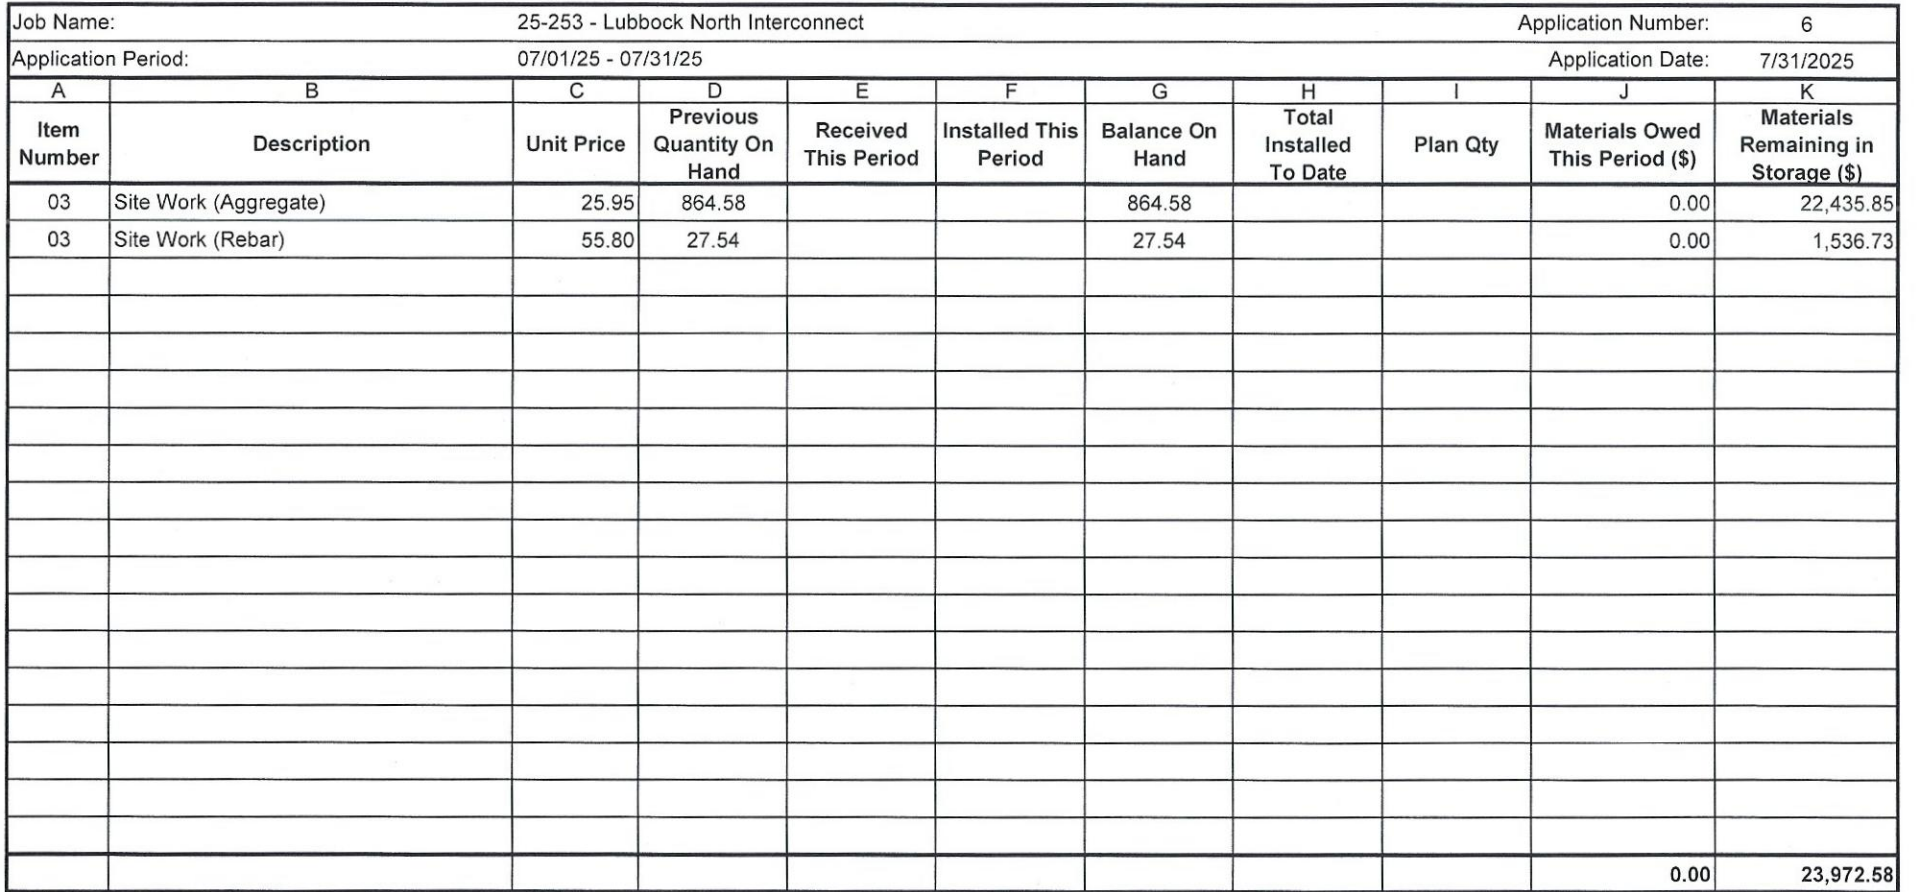 Job Name: 25-253 - Lubbock North Interconnect Application Number: 6
Application Period: 07/01/25 - 07/31/25 Application Date: 7/31/2025
A B C D E F G H I J K
Item Number Description Unit Price Previous Quantity On Hand Received This Period Installed This Period Balance On Hand Total Installed To Date Plan Qty Materials Owed This Period ($) Materials Remaining in Storage ($)
03 Site Work (Aggregate) 25.95 864.58 864.58 0.00 22,435.85
03 Site Work (Rebar) 55.80 27.54 27.54 0.00 1,536.73
0.00 23,972.58